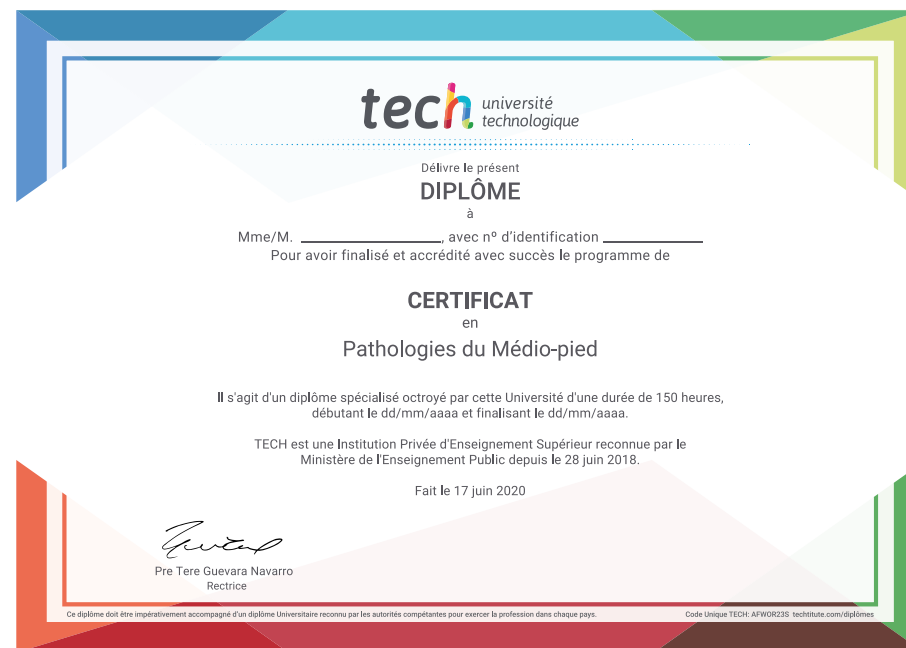 tech université
technologique
Délivre le présent
DIPLÔME
à
Mme/M. ____________________, avec nº d'identification ______________
Pour avoir finalisé et accrédité avec succès le programme de
CERTIFICAT
en
Pathologies du Médio-pied
Il s'agit d'un diplôme spécialisé octroyé par cette Université d'une durée de 150 heures,
débutant le dd/mm/aaaa et finalisant le dd/mm/aaaa.
TECH est une Institution Privée d'Enseignement Supérieur reconnue par le
Ministère de l'Enseignement Public depuis le 28 juin 2018.
Fait le 17 juin 2020
Pre Tere Guevara Navarro
Rectrice
Ce diplôme doit être impérativement accompagné d'un diplôme Universitaire reconnu par les autorités compétantes pour exercer la profession dans chaque pays.
Code Unique TECH: AFWOR23S techtitute.com/diplômes